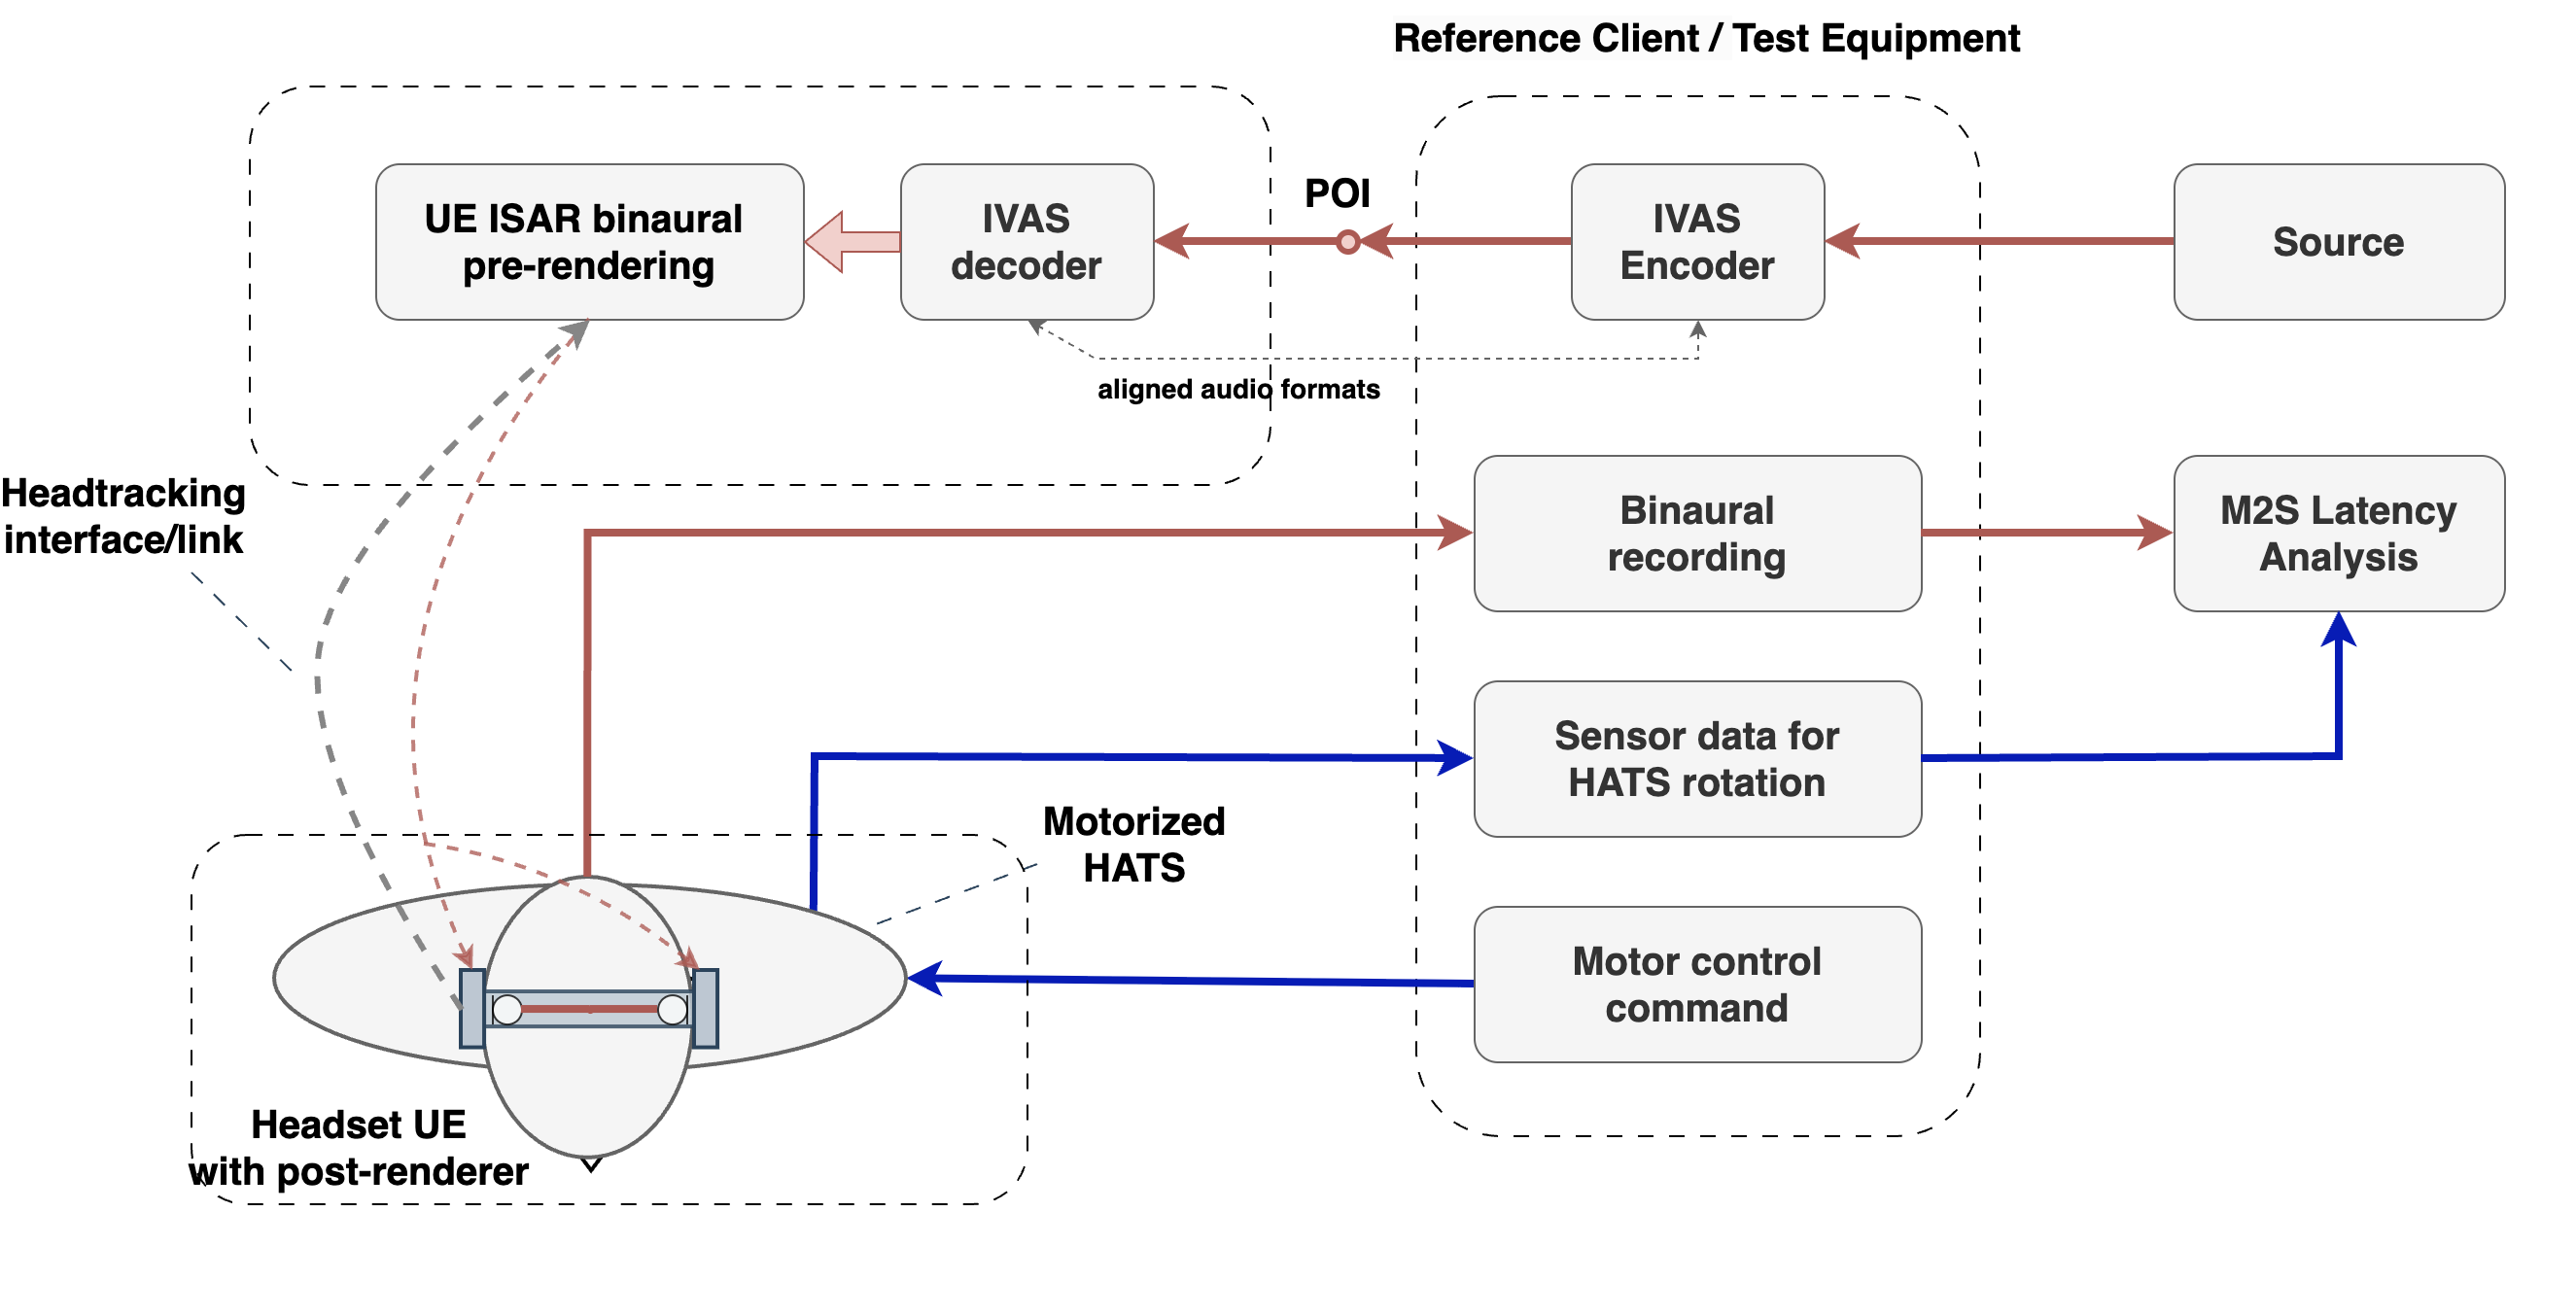 Reference Client / Test Equipment
UE ISAR binaural
pre-rendering
IVAS
decoder
POI
IVAS
Encoder
Source
aligned audio formats
Headtracking
interface/link
Binaural
recording
M2S Latency
Analysis
Sensor data for
HATS rotation
Motorized
HATS
Motor control
command
Headset UE
with post-renderer